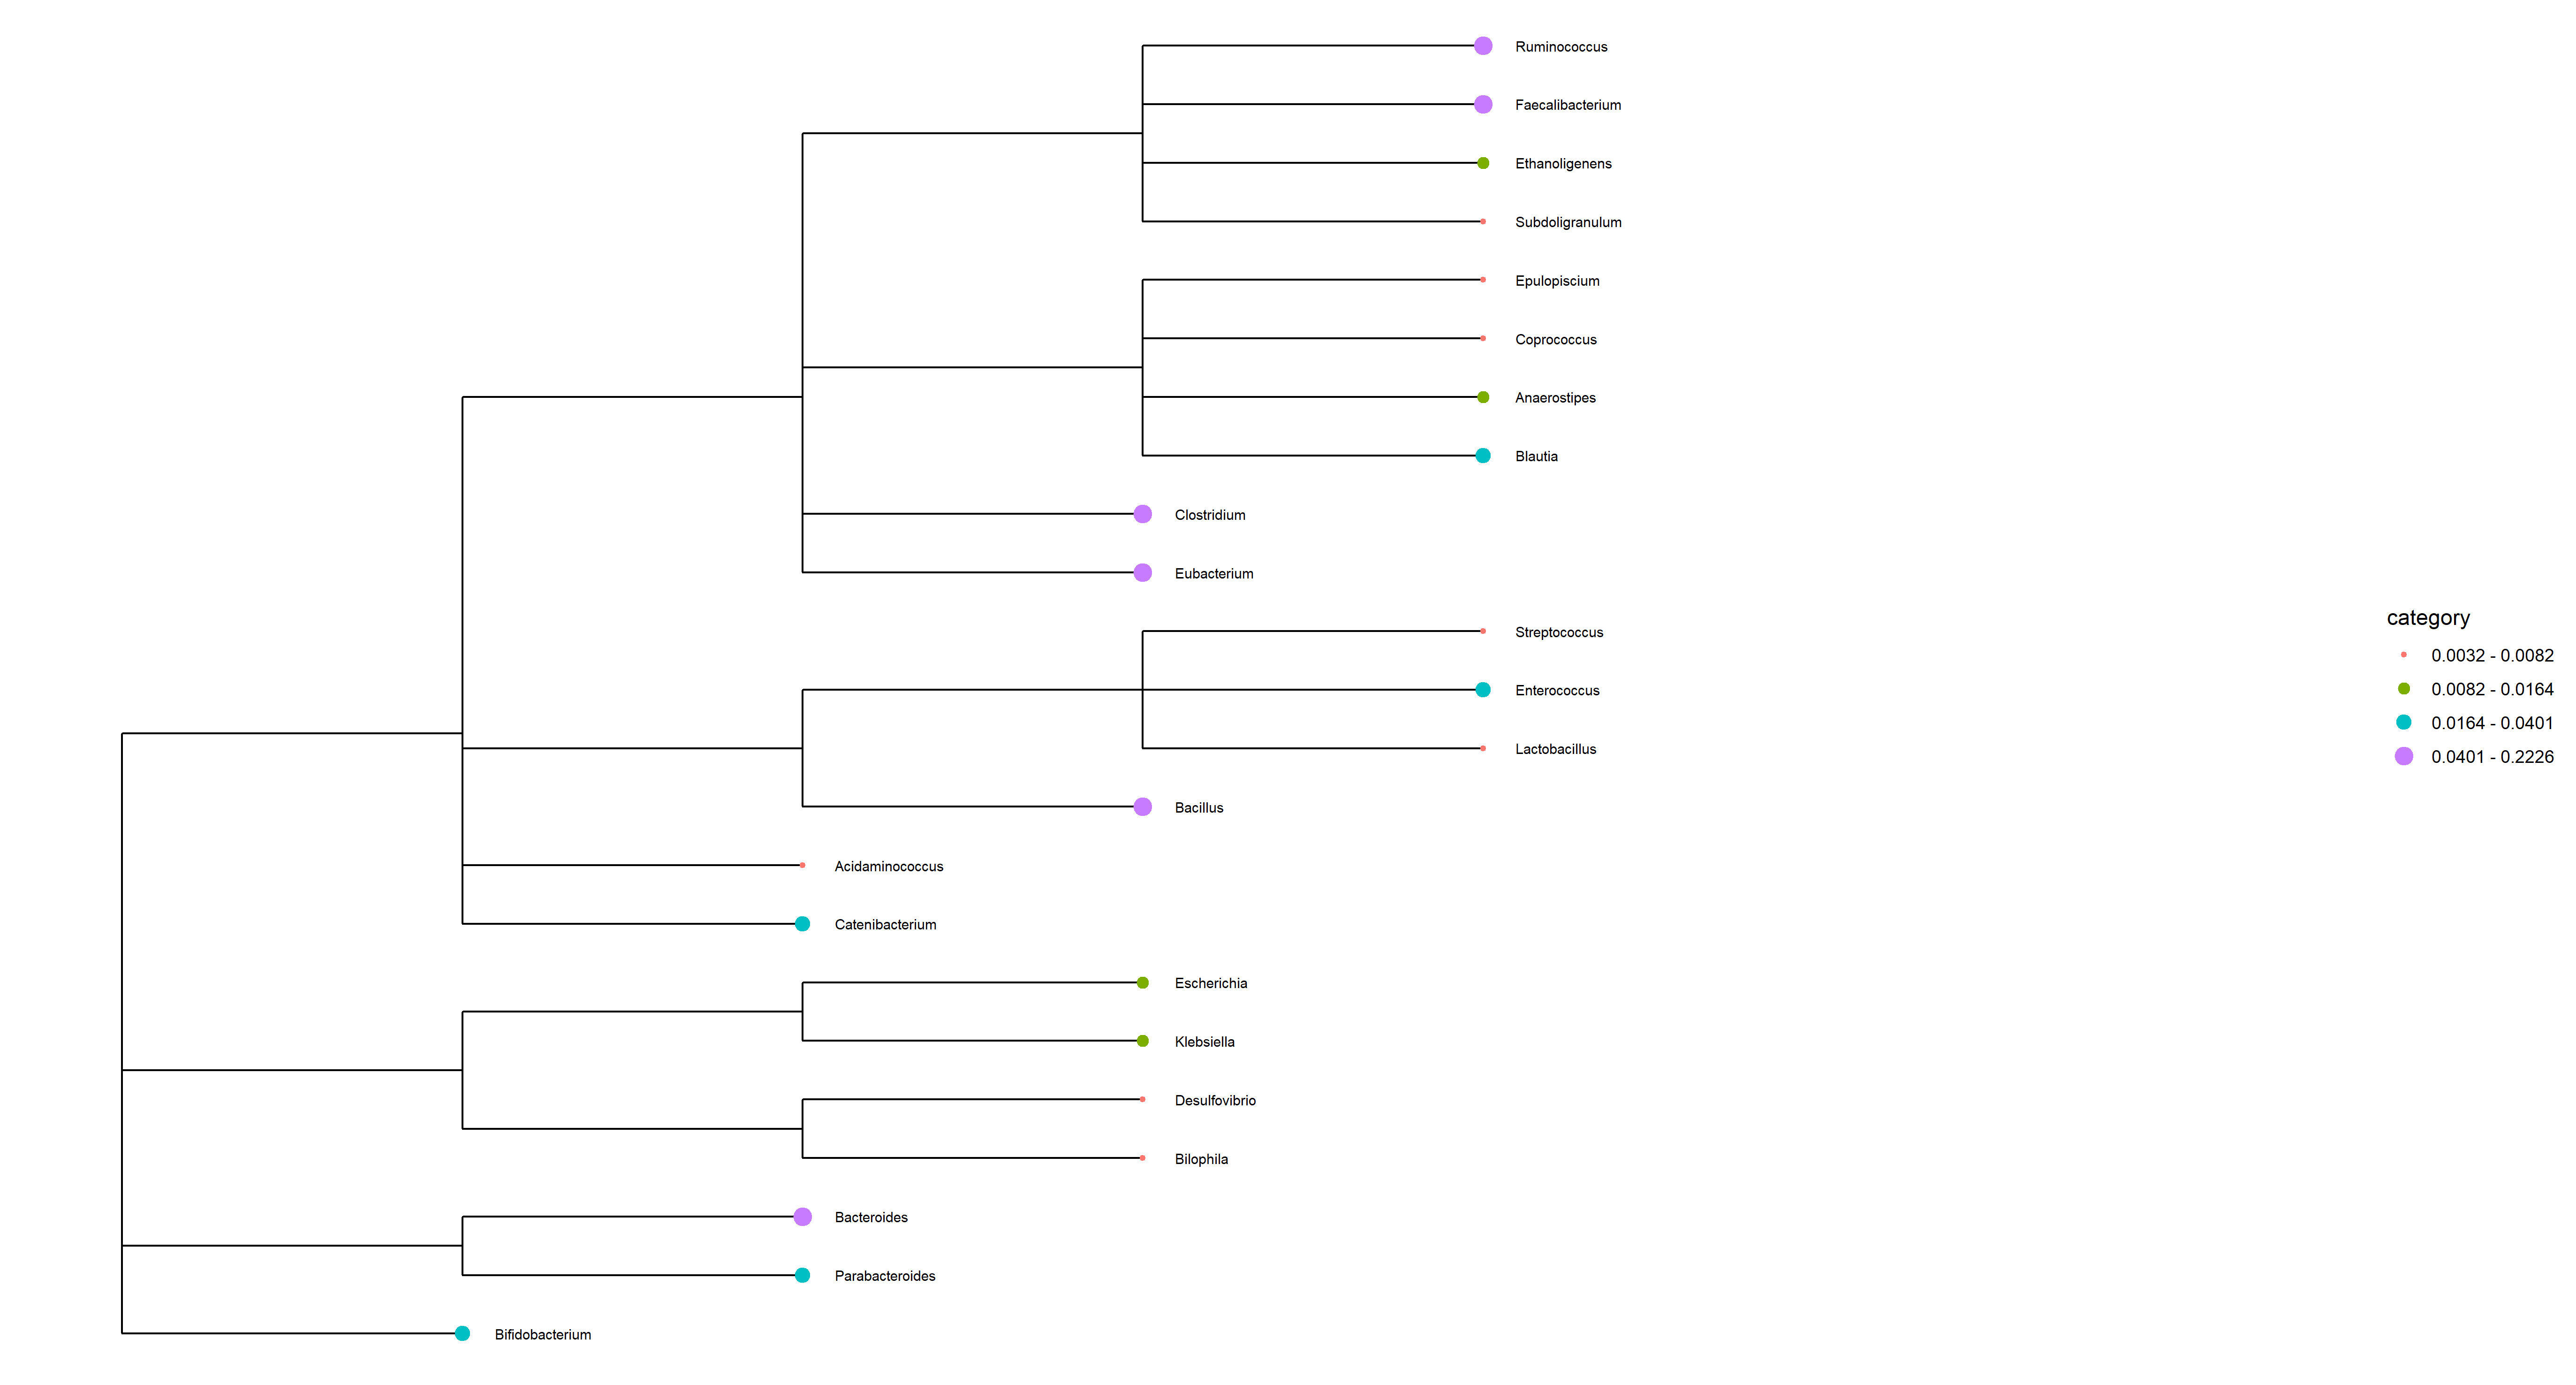 Ruminococcus
Faecalibacterium
Ethanoligenens
Subdoligranulum
Epulopiscium
Coprococcus
Anaerostipes
Blautia
Clostridium
Eubacterium
Streptococcus
Enterococcus
Lactobacillus
Bacillus
Acidaminococcus
Catenibacterium
Escherichia
Klebsiella
Desulfovibrio
Bilophila
Bacteroides
Parabacteroides
Bifidobacterium
category
0.0032 - 0.0082
0.0082 - 0.0164
0.0164 - 0.0401
0.0401 - 0.2226